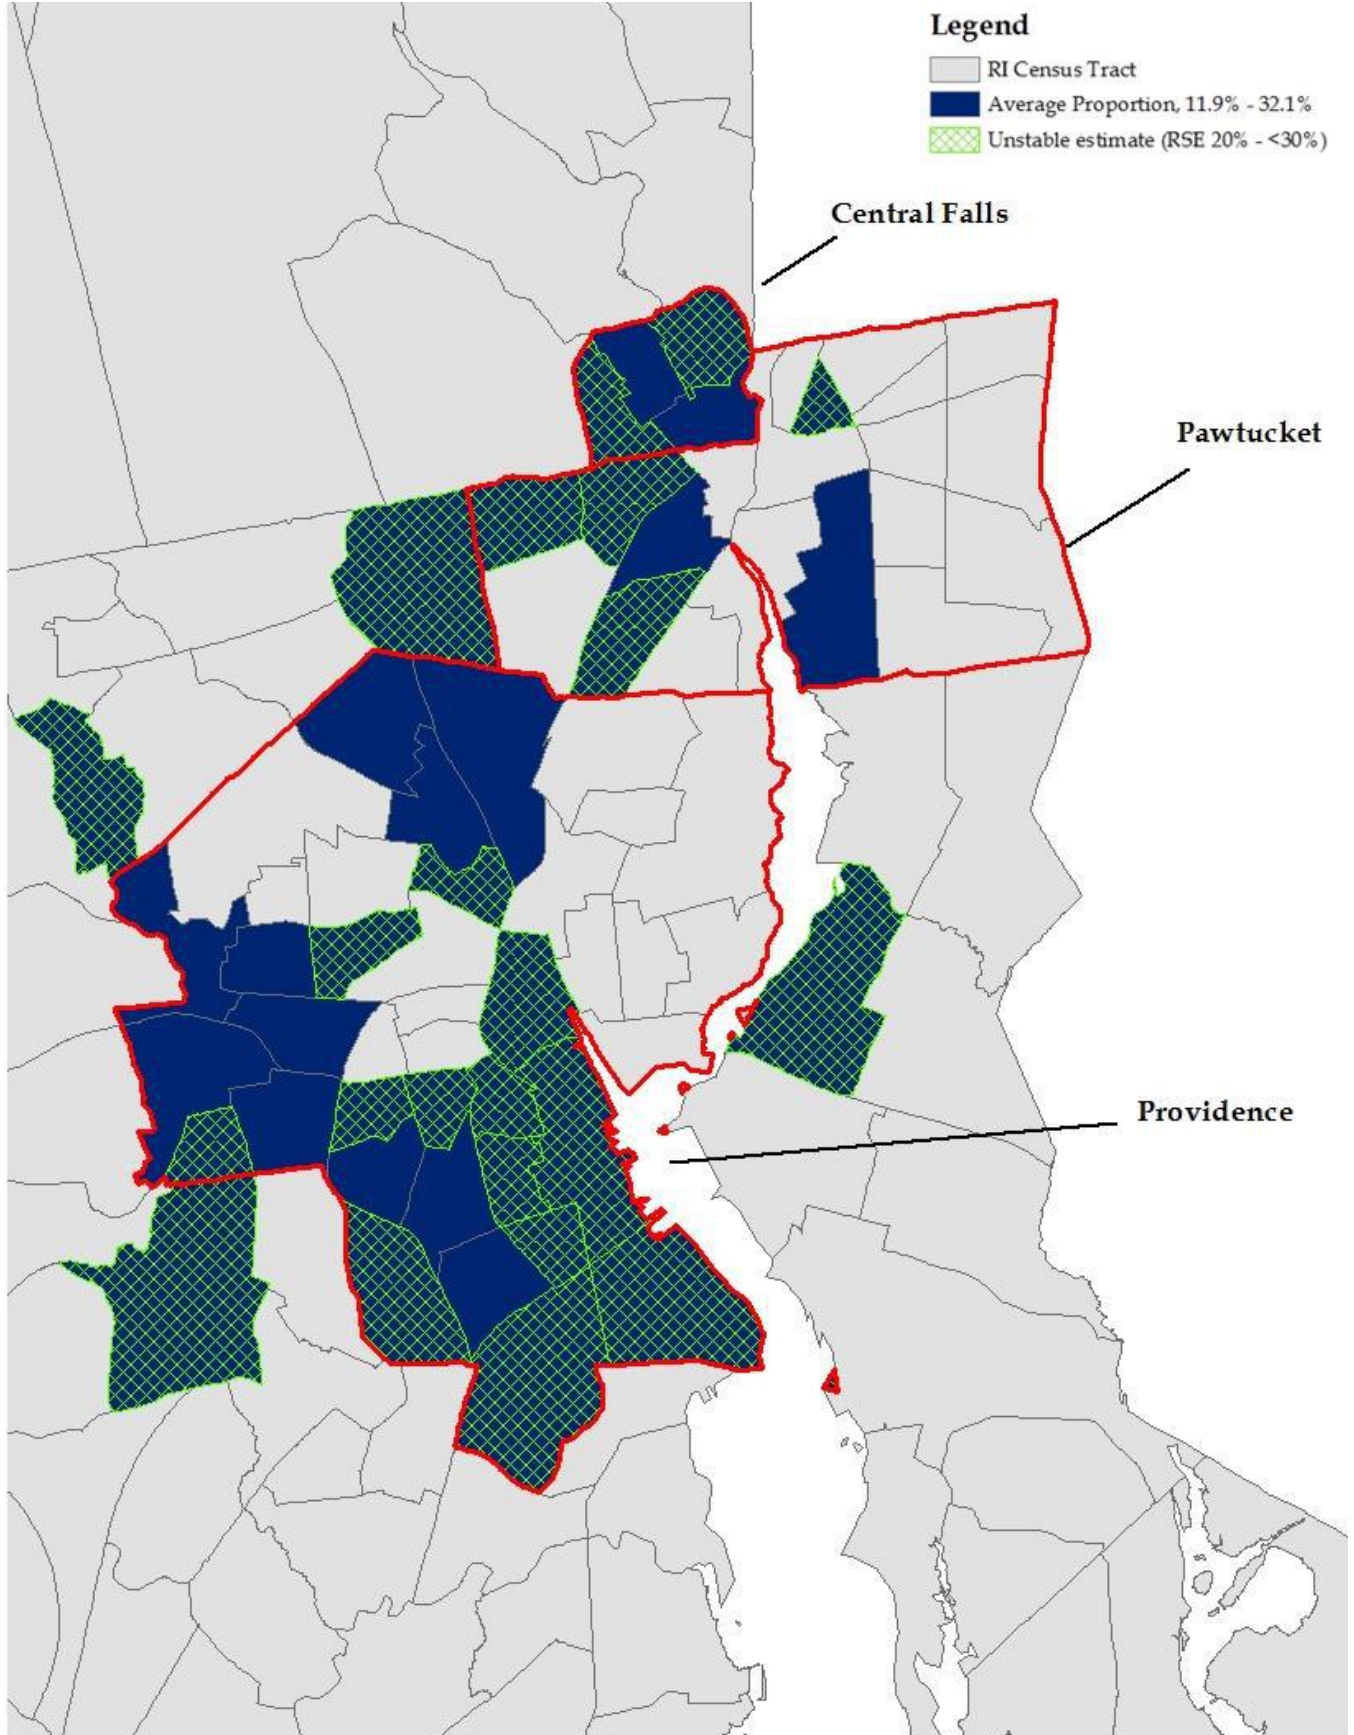 Legend
RI Census Tract
Average Proportion, 11.9% - 32.1%
Unstable estimate (RSE 20% - <30%)
Central Falls
Pawtucket
Providence